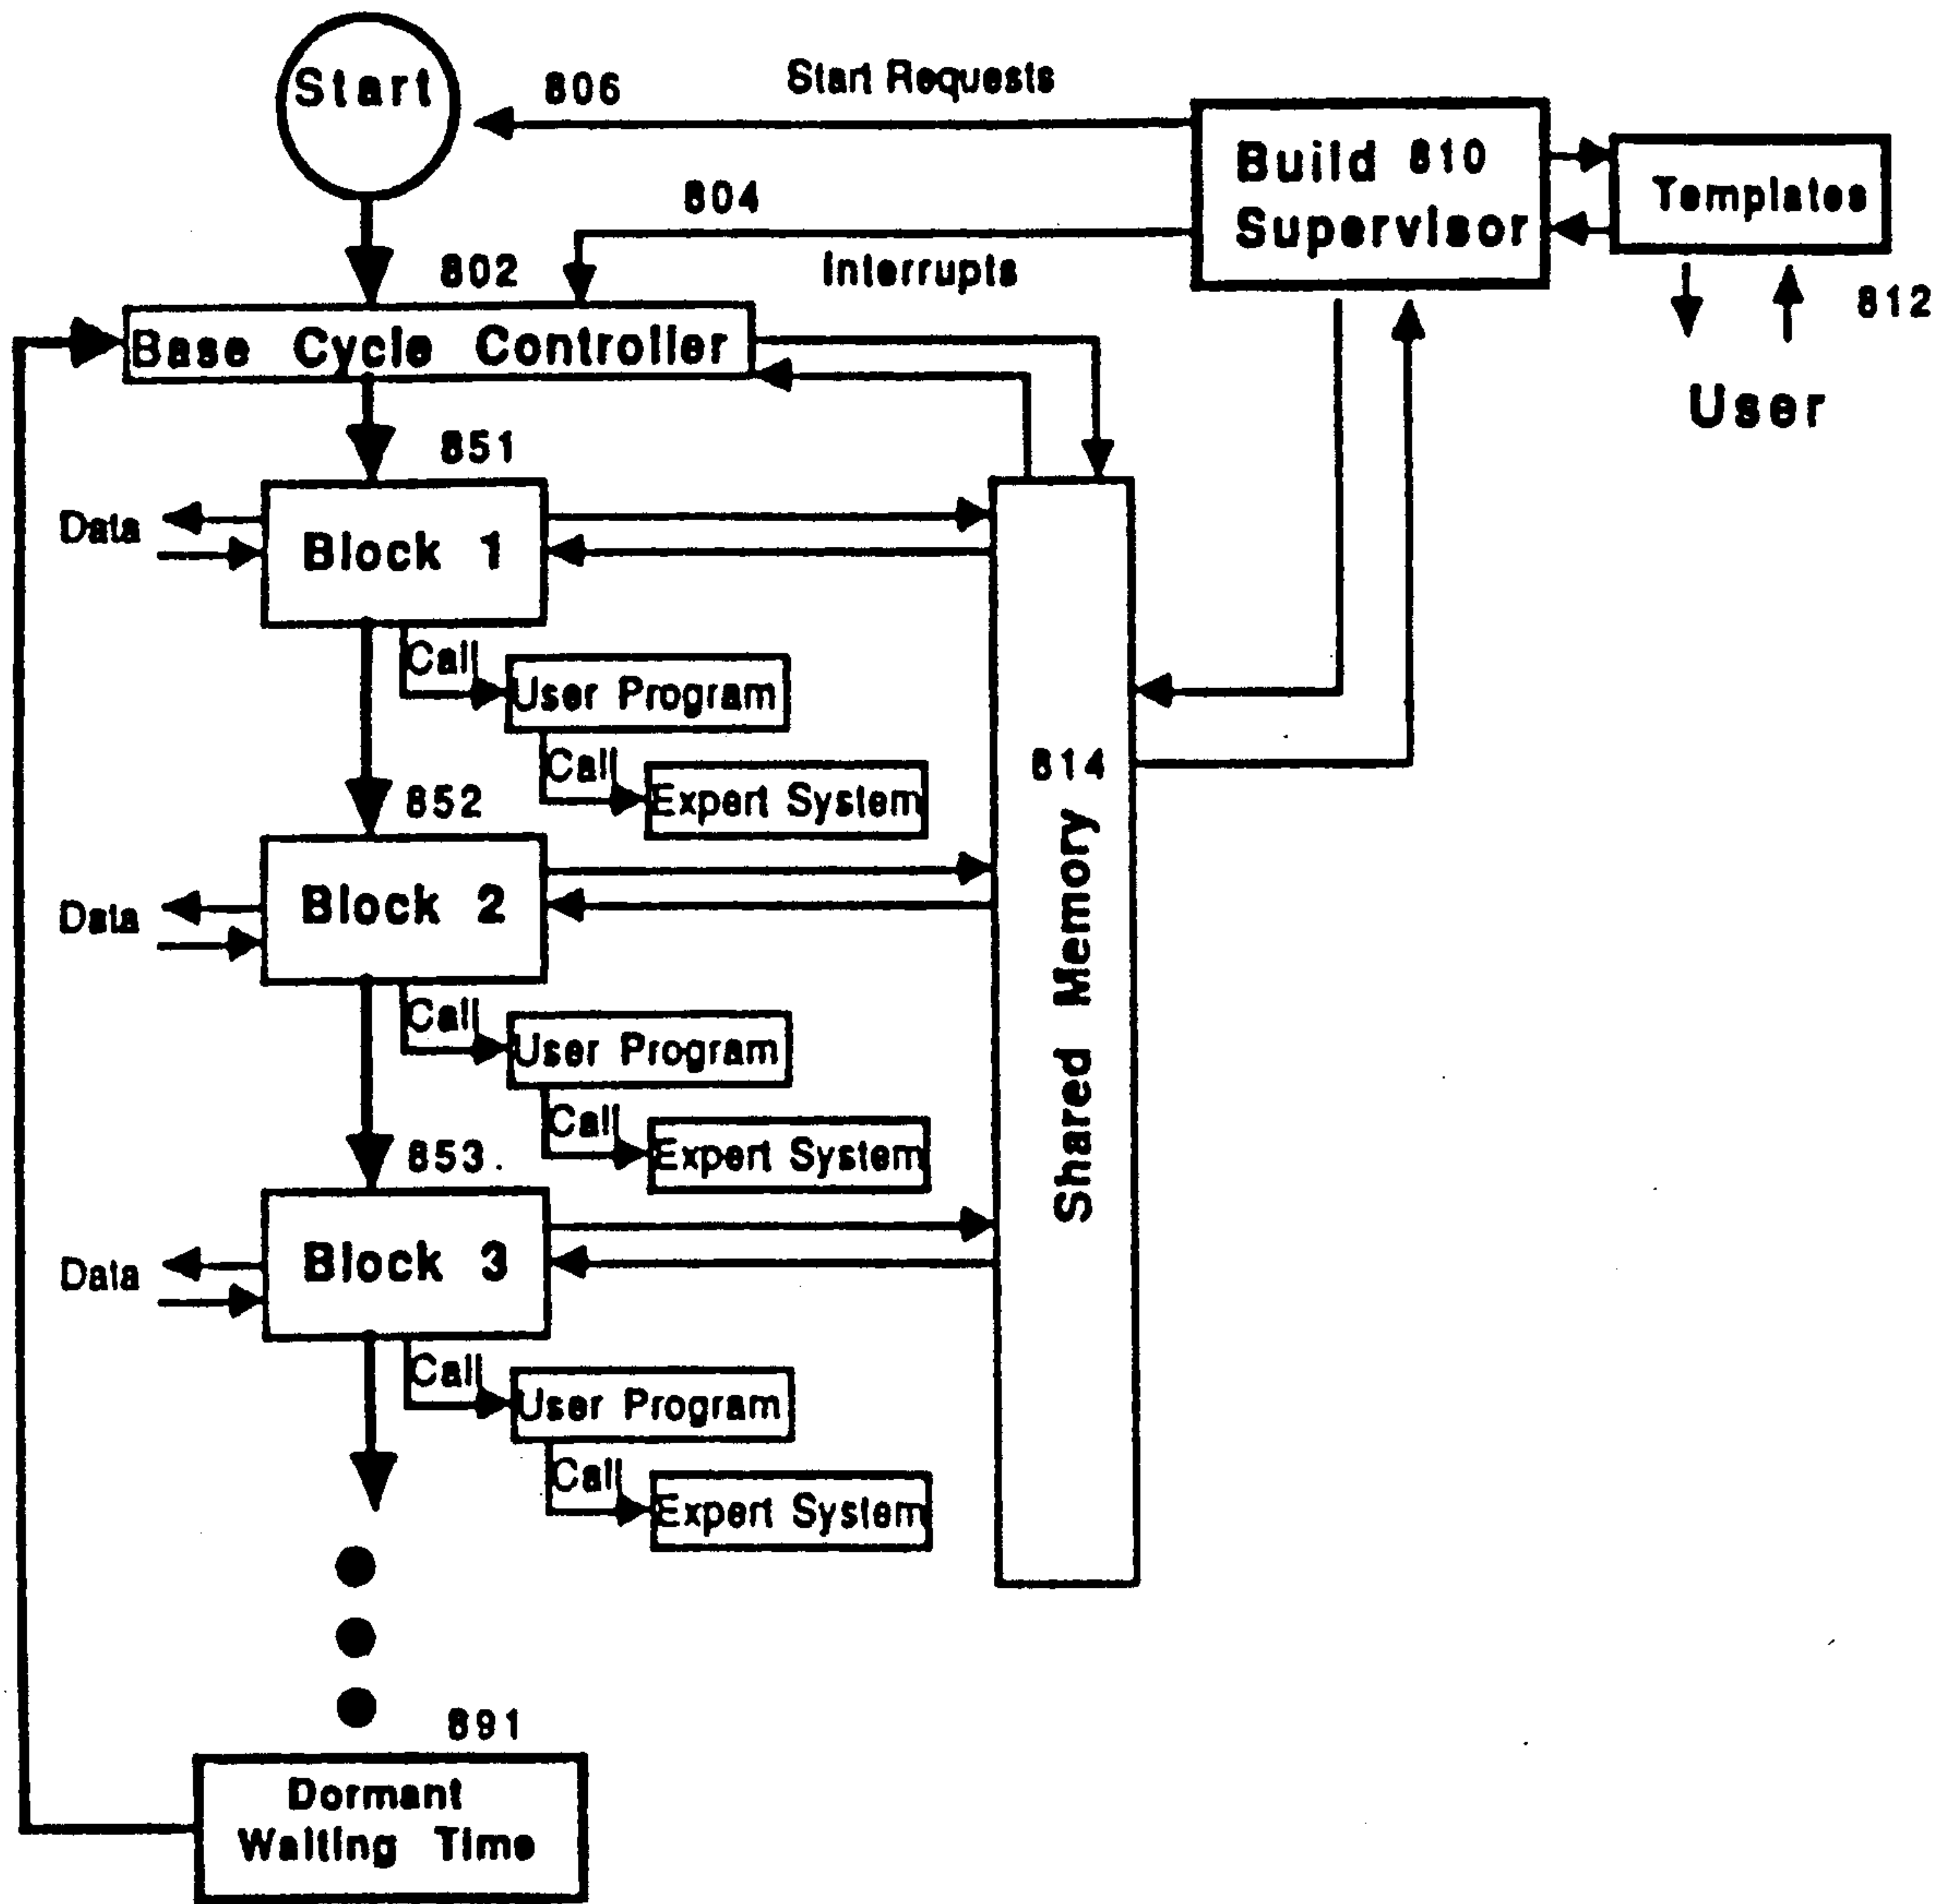 Start
806
Start Requests
Build 810
Supervisor
Templates
804
Interrupts
802
812
User
Base Cycle Controller
851
Data
Block 1
Call
User Program
Call
Expert System
814
Shared Memory
852
Data
Block 2
Call
User Program
Call
Expert System
853.
Data
Block 3
Call
User Program
Call
Expert System
891
Dormant
Waiting Time